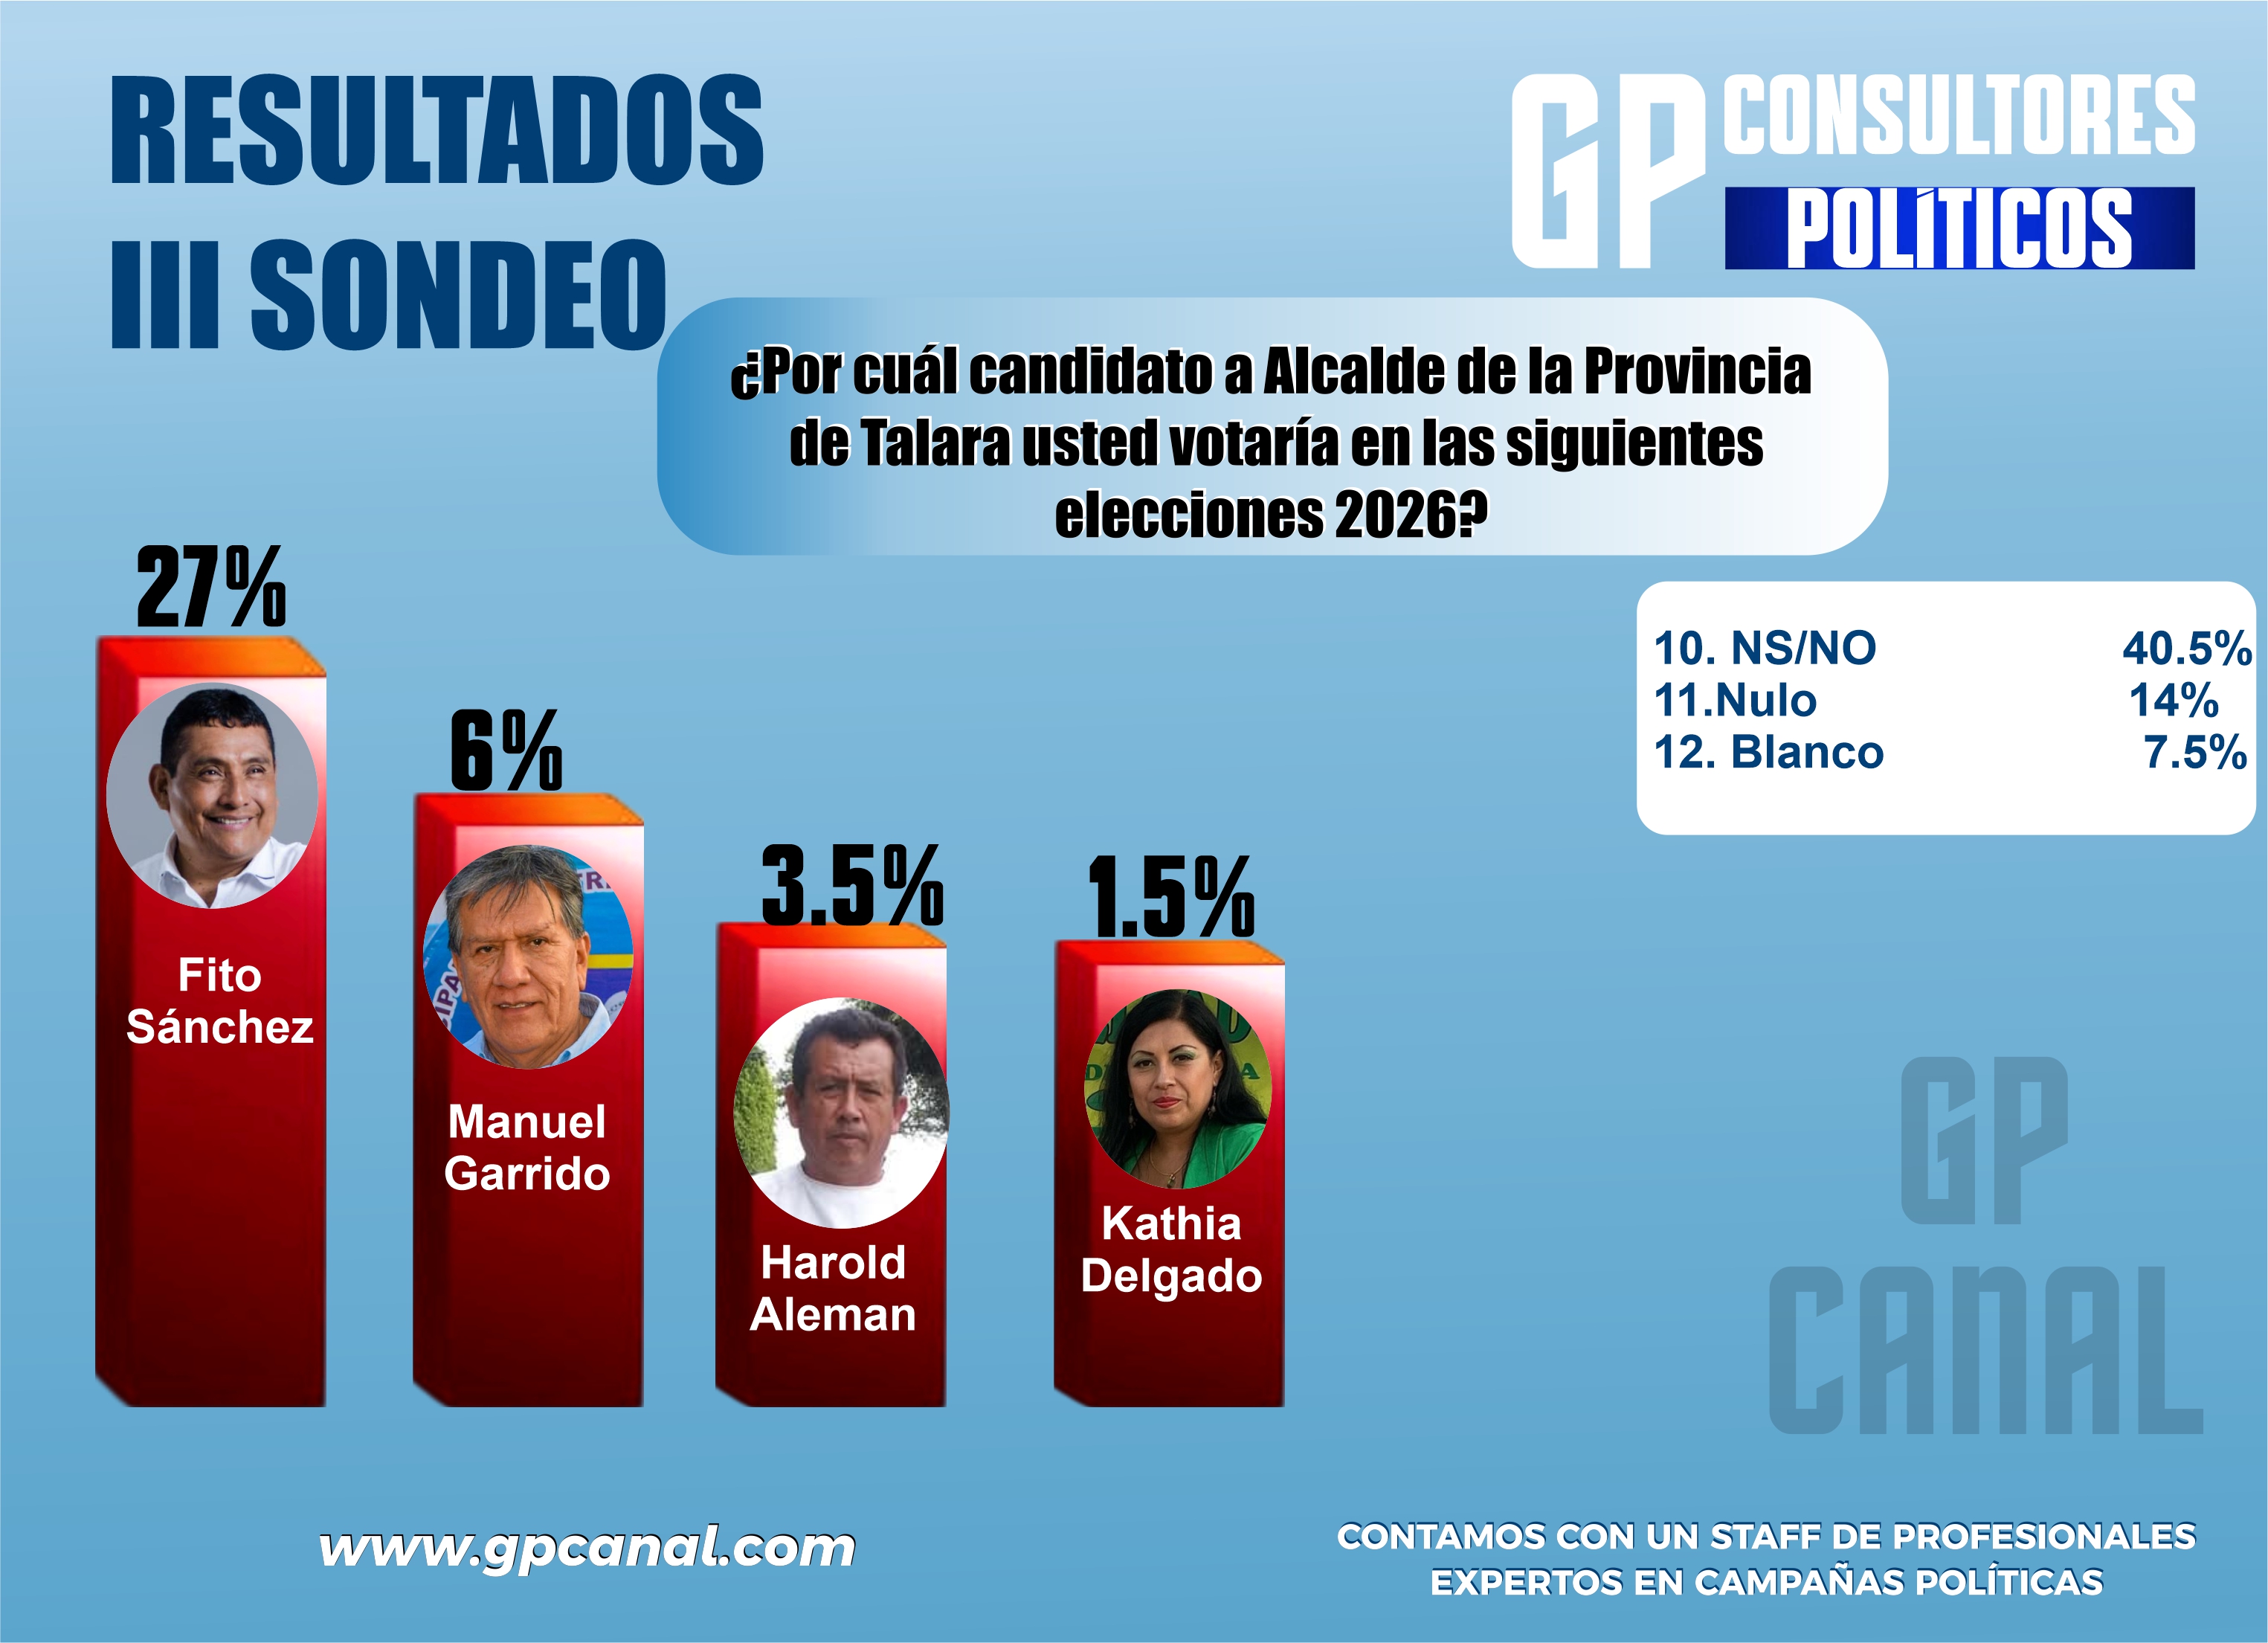 RESULTADOS
III SONDEO
GP CONSULTORES
POLÍTICOS
¿Por cuál candidato a Alcalde de la Provincia
de Talara usted votaría en las siguientes
elecciones 2026?
10. NS/NO 40.5%
11.Nulo 14%
12. Blanco 7.5%
27%
Fito
Sánchez
6%
Manuel
Garrido
3.5%
Harold
Aleman
1.5%
Kathia
Delgado
GP
CANAL
www.gpcanal.com
CONTAMOS CON UN STAFF DE PROFESIONALES
EXPERTOS EN CAMPAÑAS POLÍTICAS